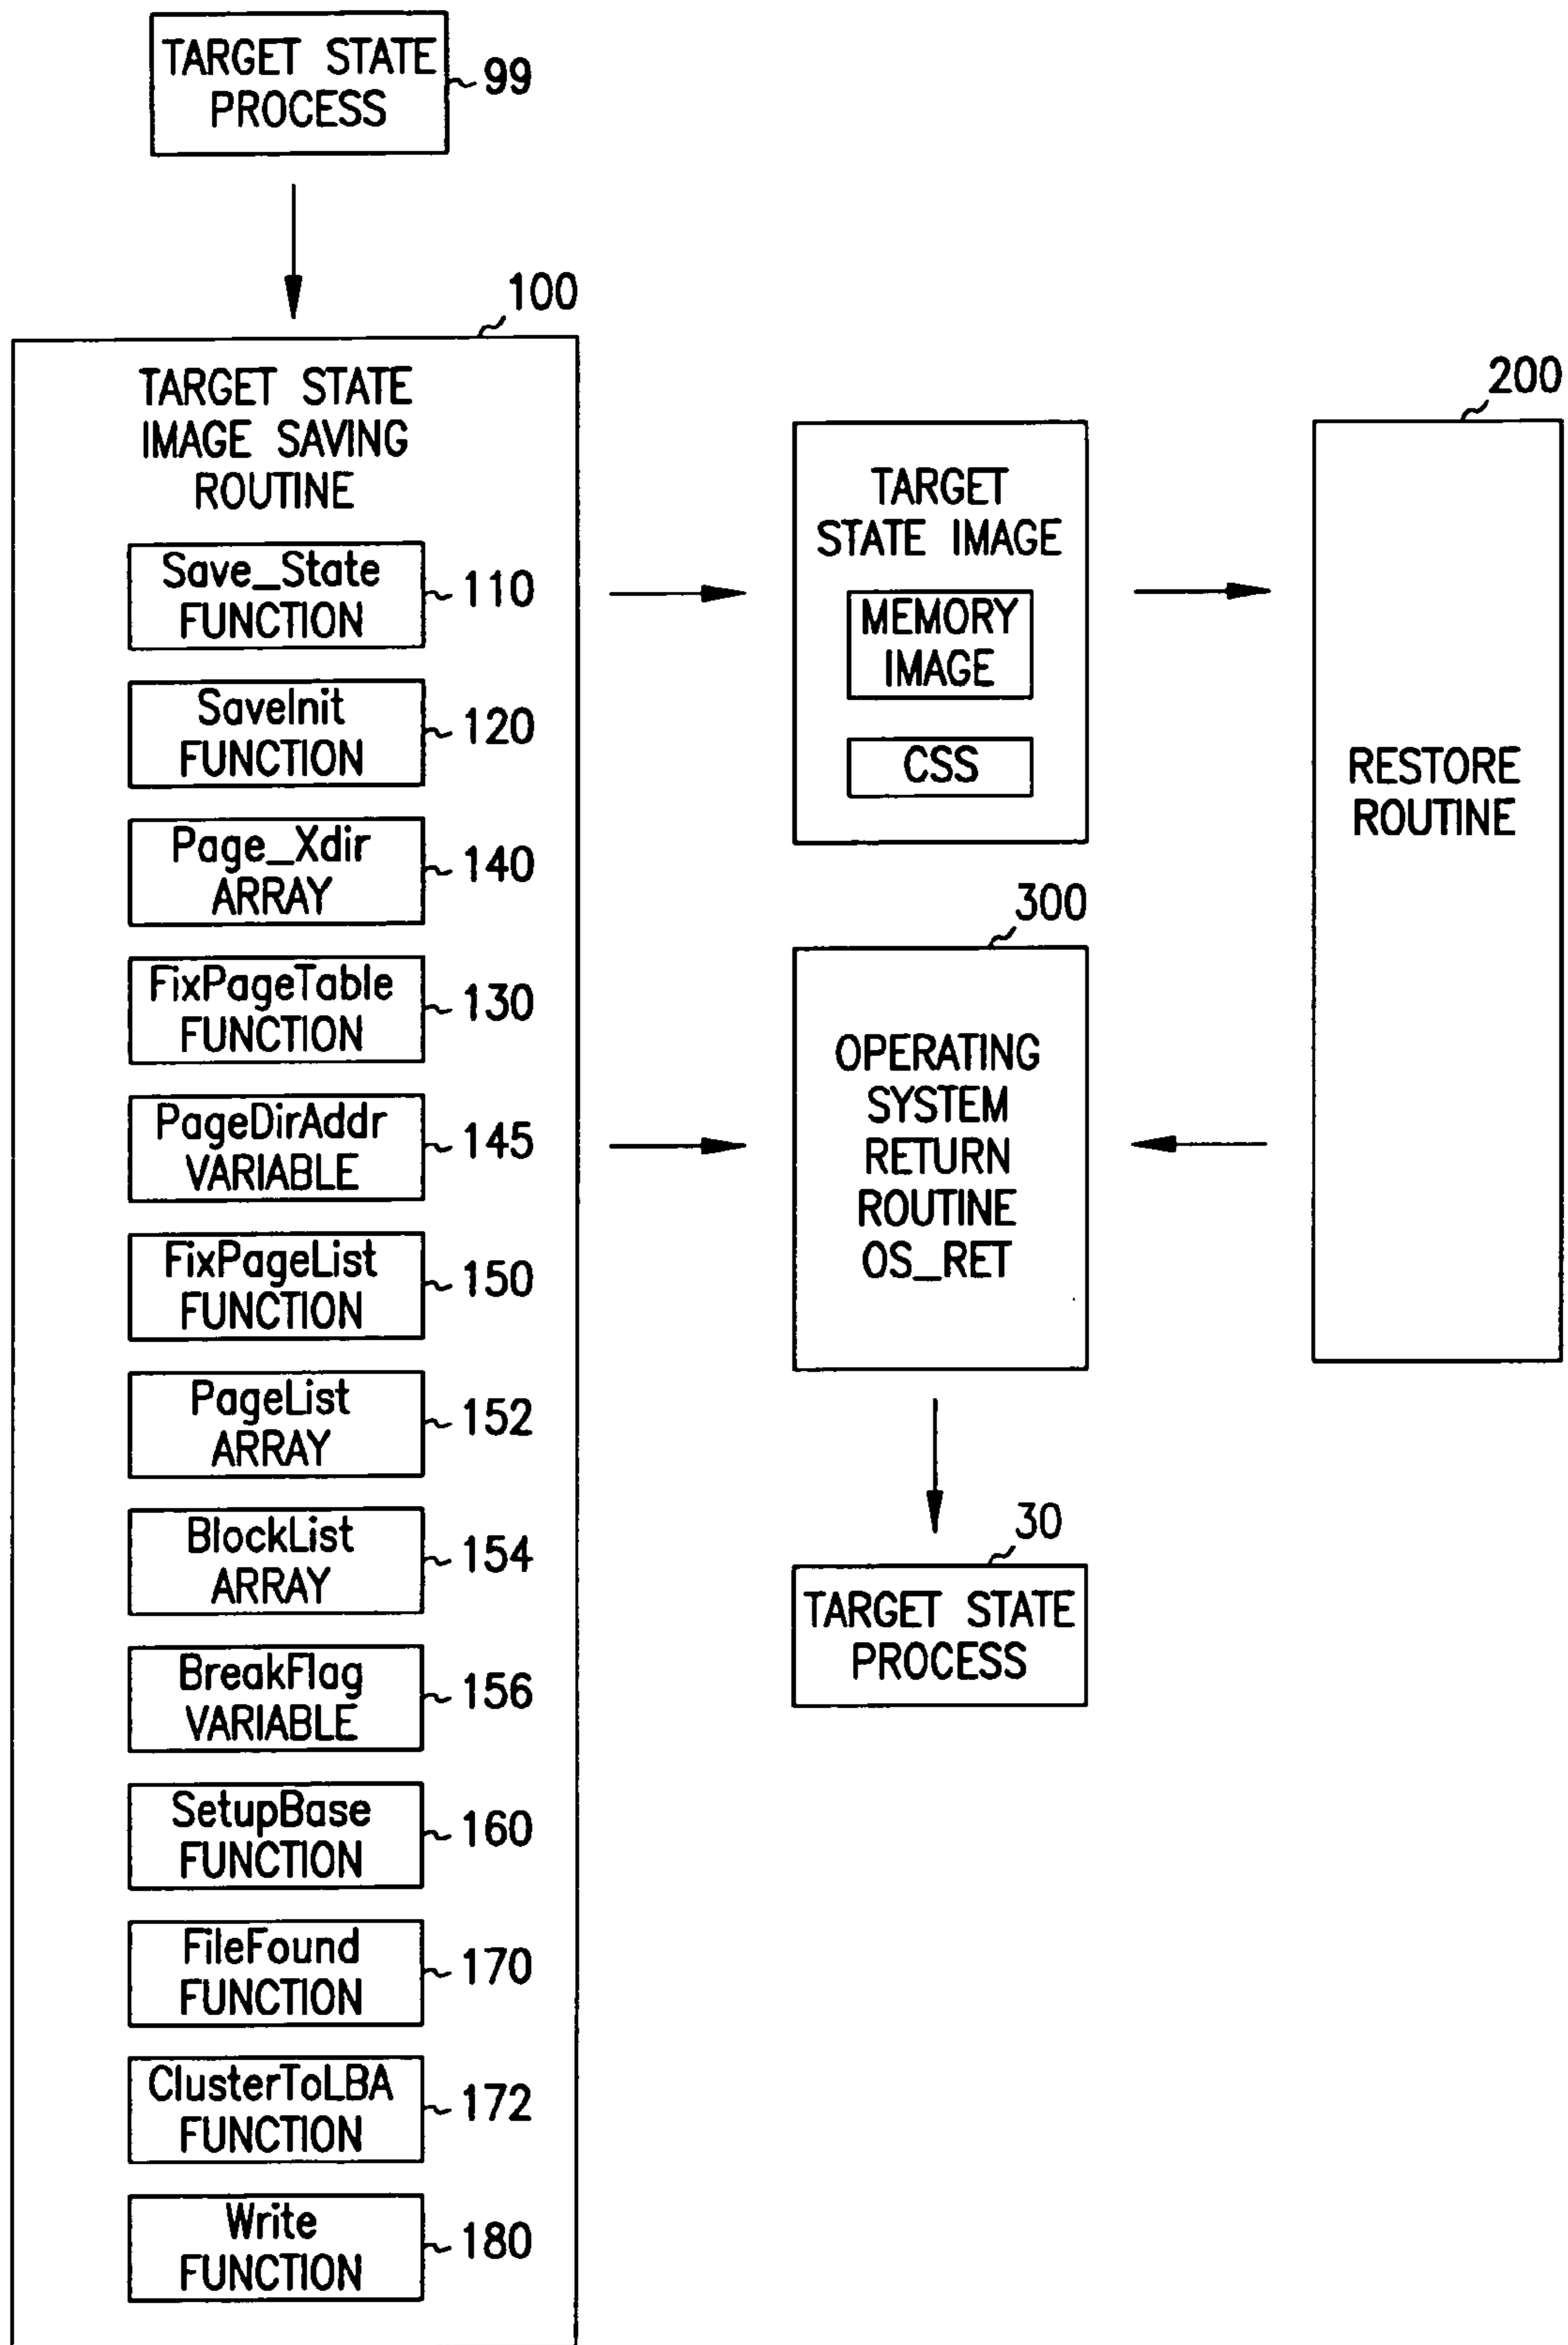 TARGET STATE
PROCESS
99
100
TARGET STATE
IMAGE SAVING
ROUTINE
Save_State
FUNCTION
110
SaveInit
FUNCTION
120
Page_Xdir
ARRAY
140
FixPageTable
FUNCTION
130
PageDirAddr
VARIABLE
145
FixPageList
FUNCTION
150
PageList
ARRAY
152
BlockList
ARRAY
154
BreakFlag
VARIABLE
156
SetupBase
FUNCTION
160
FileFound
FUNCTION
170
ClusterToLBA
FUNCTION
172
Write
FUNCTION
180
TARGET
STATE IMAGE
MEMORY
IMAGE
CSS
300
OPERATING
SYSTEM
RETURN
ROUTINE
OS_RET
30
TARGET STATE
PROCESS
200
RESTORE
ROUTINE